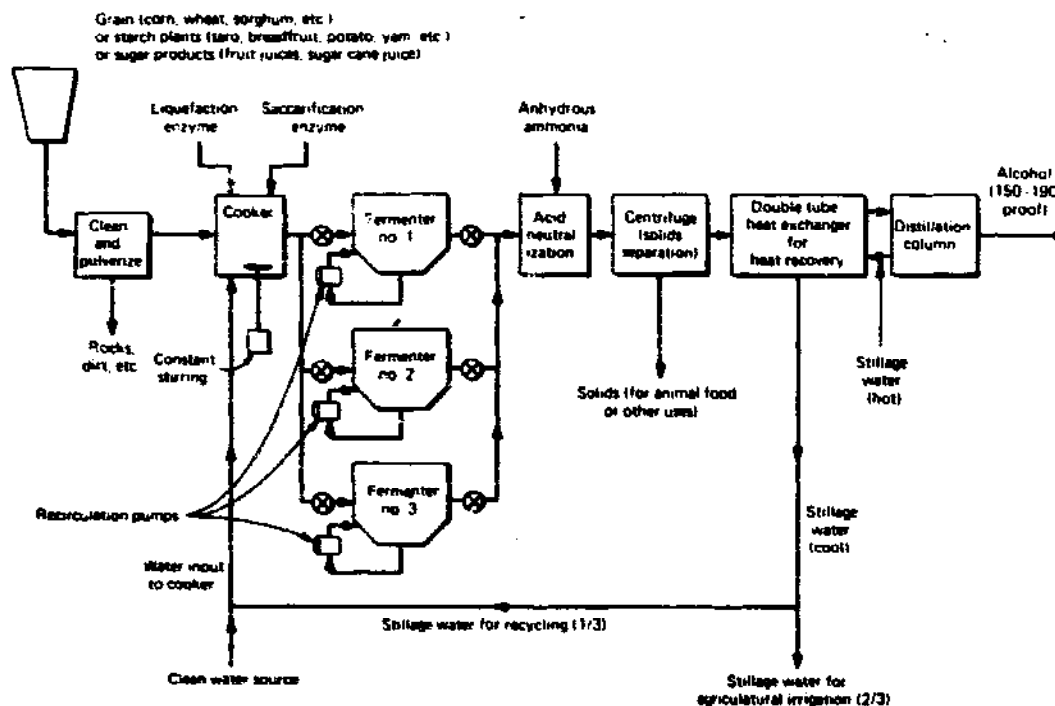 Grain (corn, wheat, sorghum, etc.)
or starch plants (taro, breadfruit, potato, yam, etc.)
or sugar products (fruit juices, sugar cane juice)
Liquefaction
enzyme
Saccarification
enzyme
Anhydrous
ammonia
Alcohol
(150-190
proof)
Clean
and
pulverize
Cooker
Fermenter
no. 1
Acid
neutral
ization
Centrifuge
(solids
separation)
Double tube
heat exchanger
for
heat recovery
Distillation
column
Rocks,
dirt, etc.
Constant
stirring
Fermenter
no. 2
Solids (for animal food
or other uses)
Stillage
water
(hot)
Fermenter
no. 3
Recirculation pumps
Stillage
water
(cool)
Water input
to cooker
Stillage water for recycling (1/3)
Clean water source
Stillage water for
agriculatural irrigation (2/3)